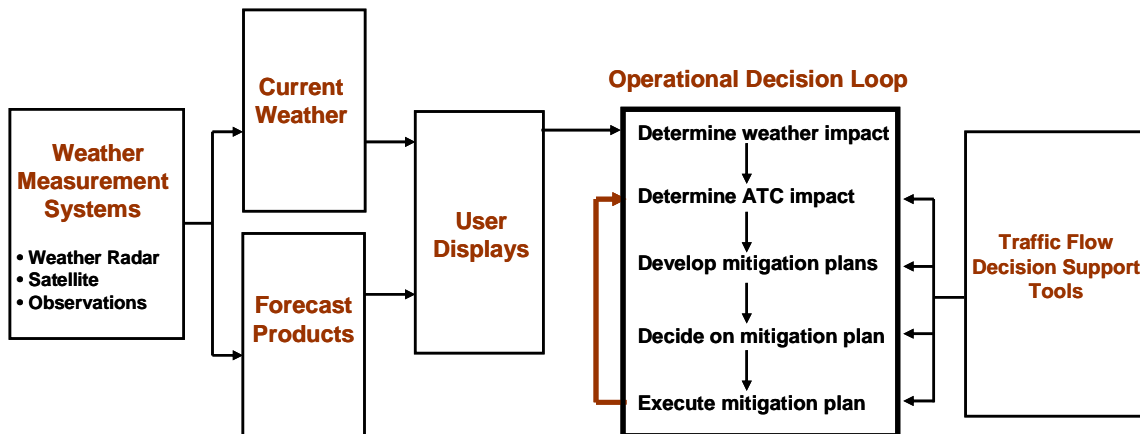 Weather
Measurement
Systems
• Weather Radar
• Satellite
• Observations
Current
Weather
Forecast
Products
User
Displays
Operational Decision Loop
Determine weather impact
Determine ATC impact
Develop mitigation plans
Decide on mitigation plan
Execute mitigation plan
Traffic Flow
Decision Support
Tools